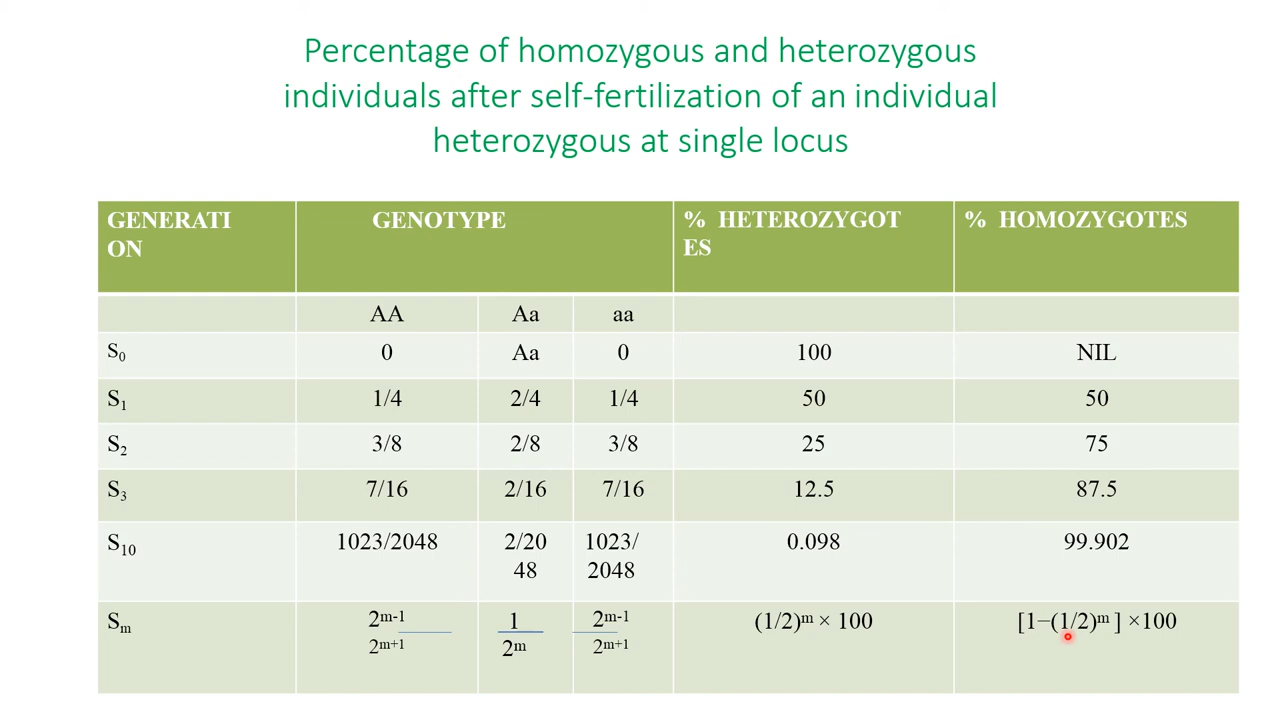 Percentage of homozygous and heterozygous
individuals after self-fertilization of an individual
heterozygous at single locus
GENERATI
ON
GENOTYPE
% HETEROZYGOT
ES
% HOMOZYGOTES
AA Aa aa
S₀ 0 Aa 0 100 NIL
S₁ 1/4 2/4 1/4 50 50
S₂ 3/8 2/8 3/8 25 75
S₃ 7/16 2/16 7/16 12.5 87.5
S₁₀ 1023/2048 2/20
48 1023/
2048 0.098 99.902
Sₘ 2ᵐ⁻¹ 1 2ᵐ⁻¹ (1/2)ᵐ × 100 [1−(1/2)ᵐ ] ×100
2ᵐ⁺¹ 2ᵐ 2ᵐ⁺¹